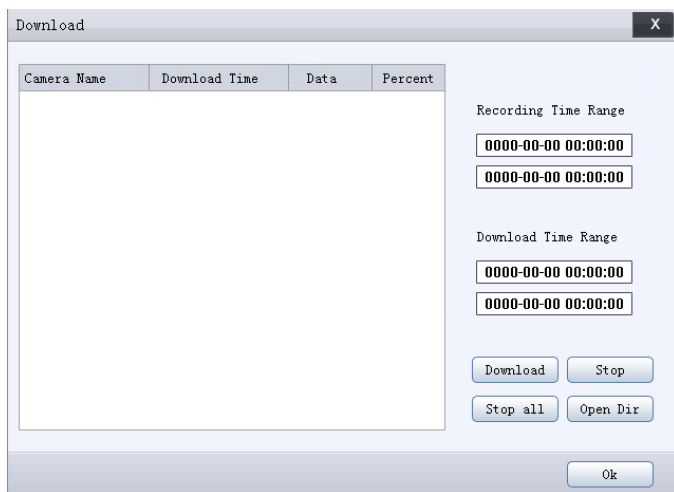 Download
X
Camera Name Download Time Data Percent
Recording Time Range
0000-00-00 00:00:00
0000-00-00 00:00:00
Download Time Range
0000-00-00 00:00:00
0000-00-00 00:00:00
Download Stop
Stop all Open Dir
Ok